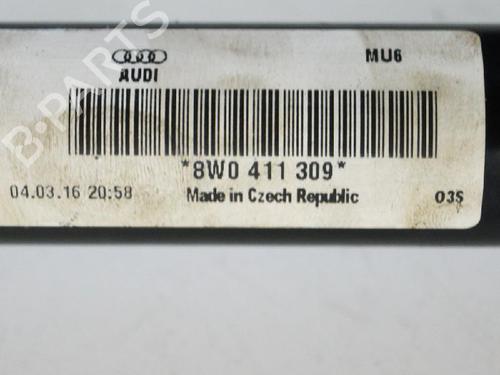 AUDI
MU6
*8W0 411 309*
04.03.16 20:58
Made in Czech Republic
03S
B-PARTS